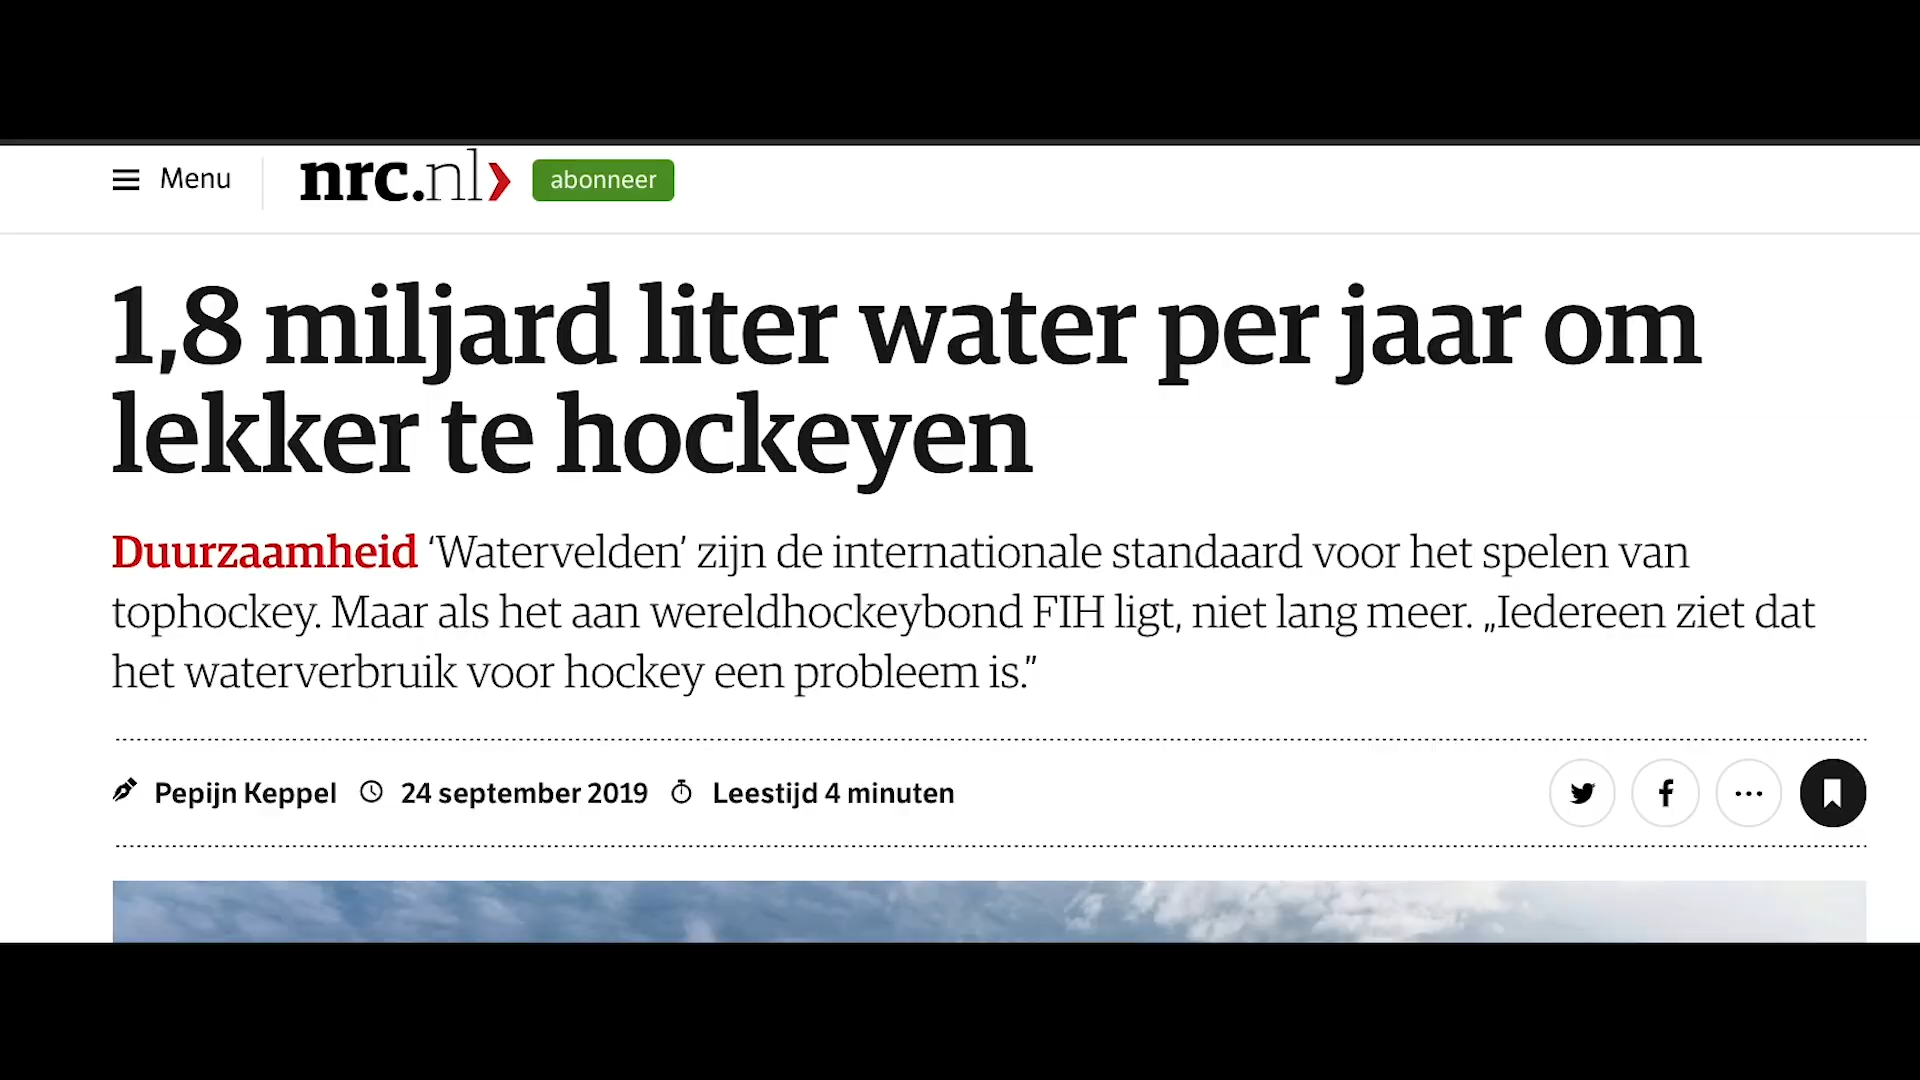 Menu
nrc.nl
abonneer
1,8 miljard liter water per jaar om
lekker te hockeyen
Duurzaamheid ‘Watervelden’ zijn de internationale standaard voor het spelen van
tophockey. Maar als het aan wereldhockeybond FIH ligt, niet lang meer. „Iedereen ziet dat
het waterverbruik voor hockey een probleem is.”
Pepijn Keppel 24 september 2019 Leestijd 4 minuten